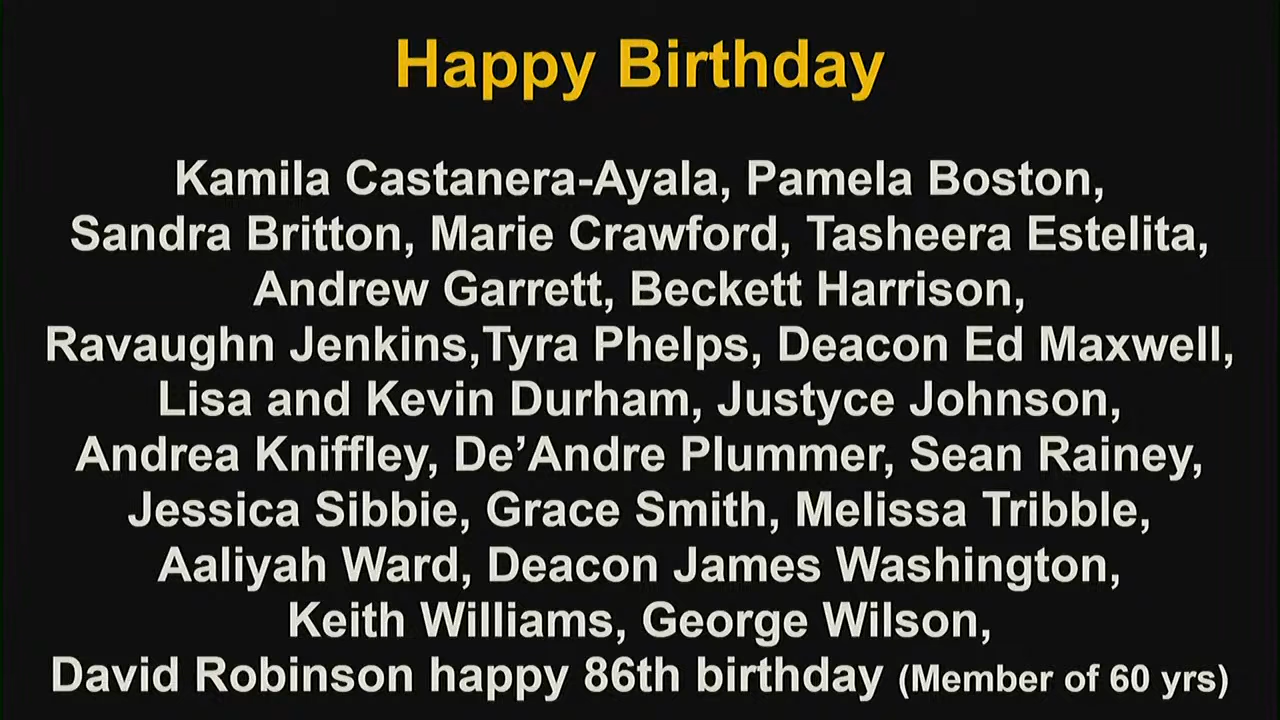 Happy Birthday
Kamila Castanera-Ayala, Pamela Boston,
Sandra Britton, Marie Crawford, Tasheera Estelita,
Andrew Garrett, Beckett Harrison,
Ravaughn Jenkins,Tyra Phelps, Deacon Ed Maxwell,
Lisa and Kevin Durham, Justyce Johnson,
Andrea Kniffley, De’Andre Plummer, Sean Rainey,
Jessica Sibbie, Grace Smith, Melissa Tribble,
Aaliyah Ward, Deacon James Washington,
Keith Williams, George Wilson,
David Robinson happy 86th birthday (Member of 60 yrs)